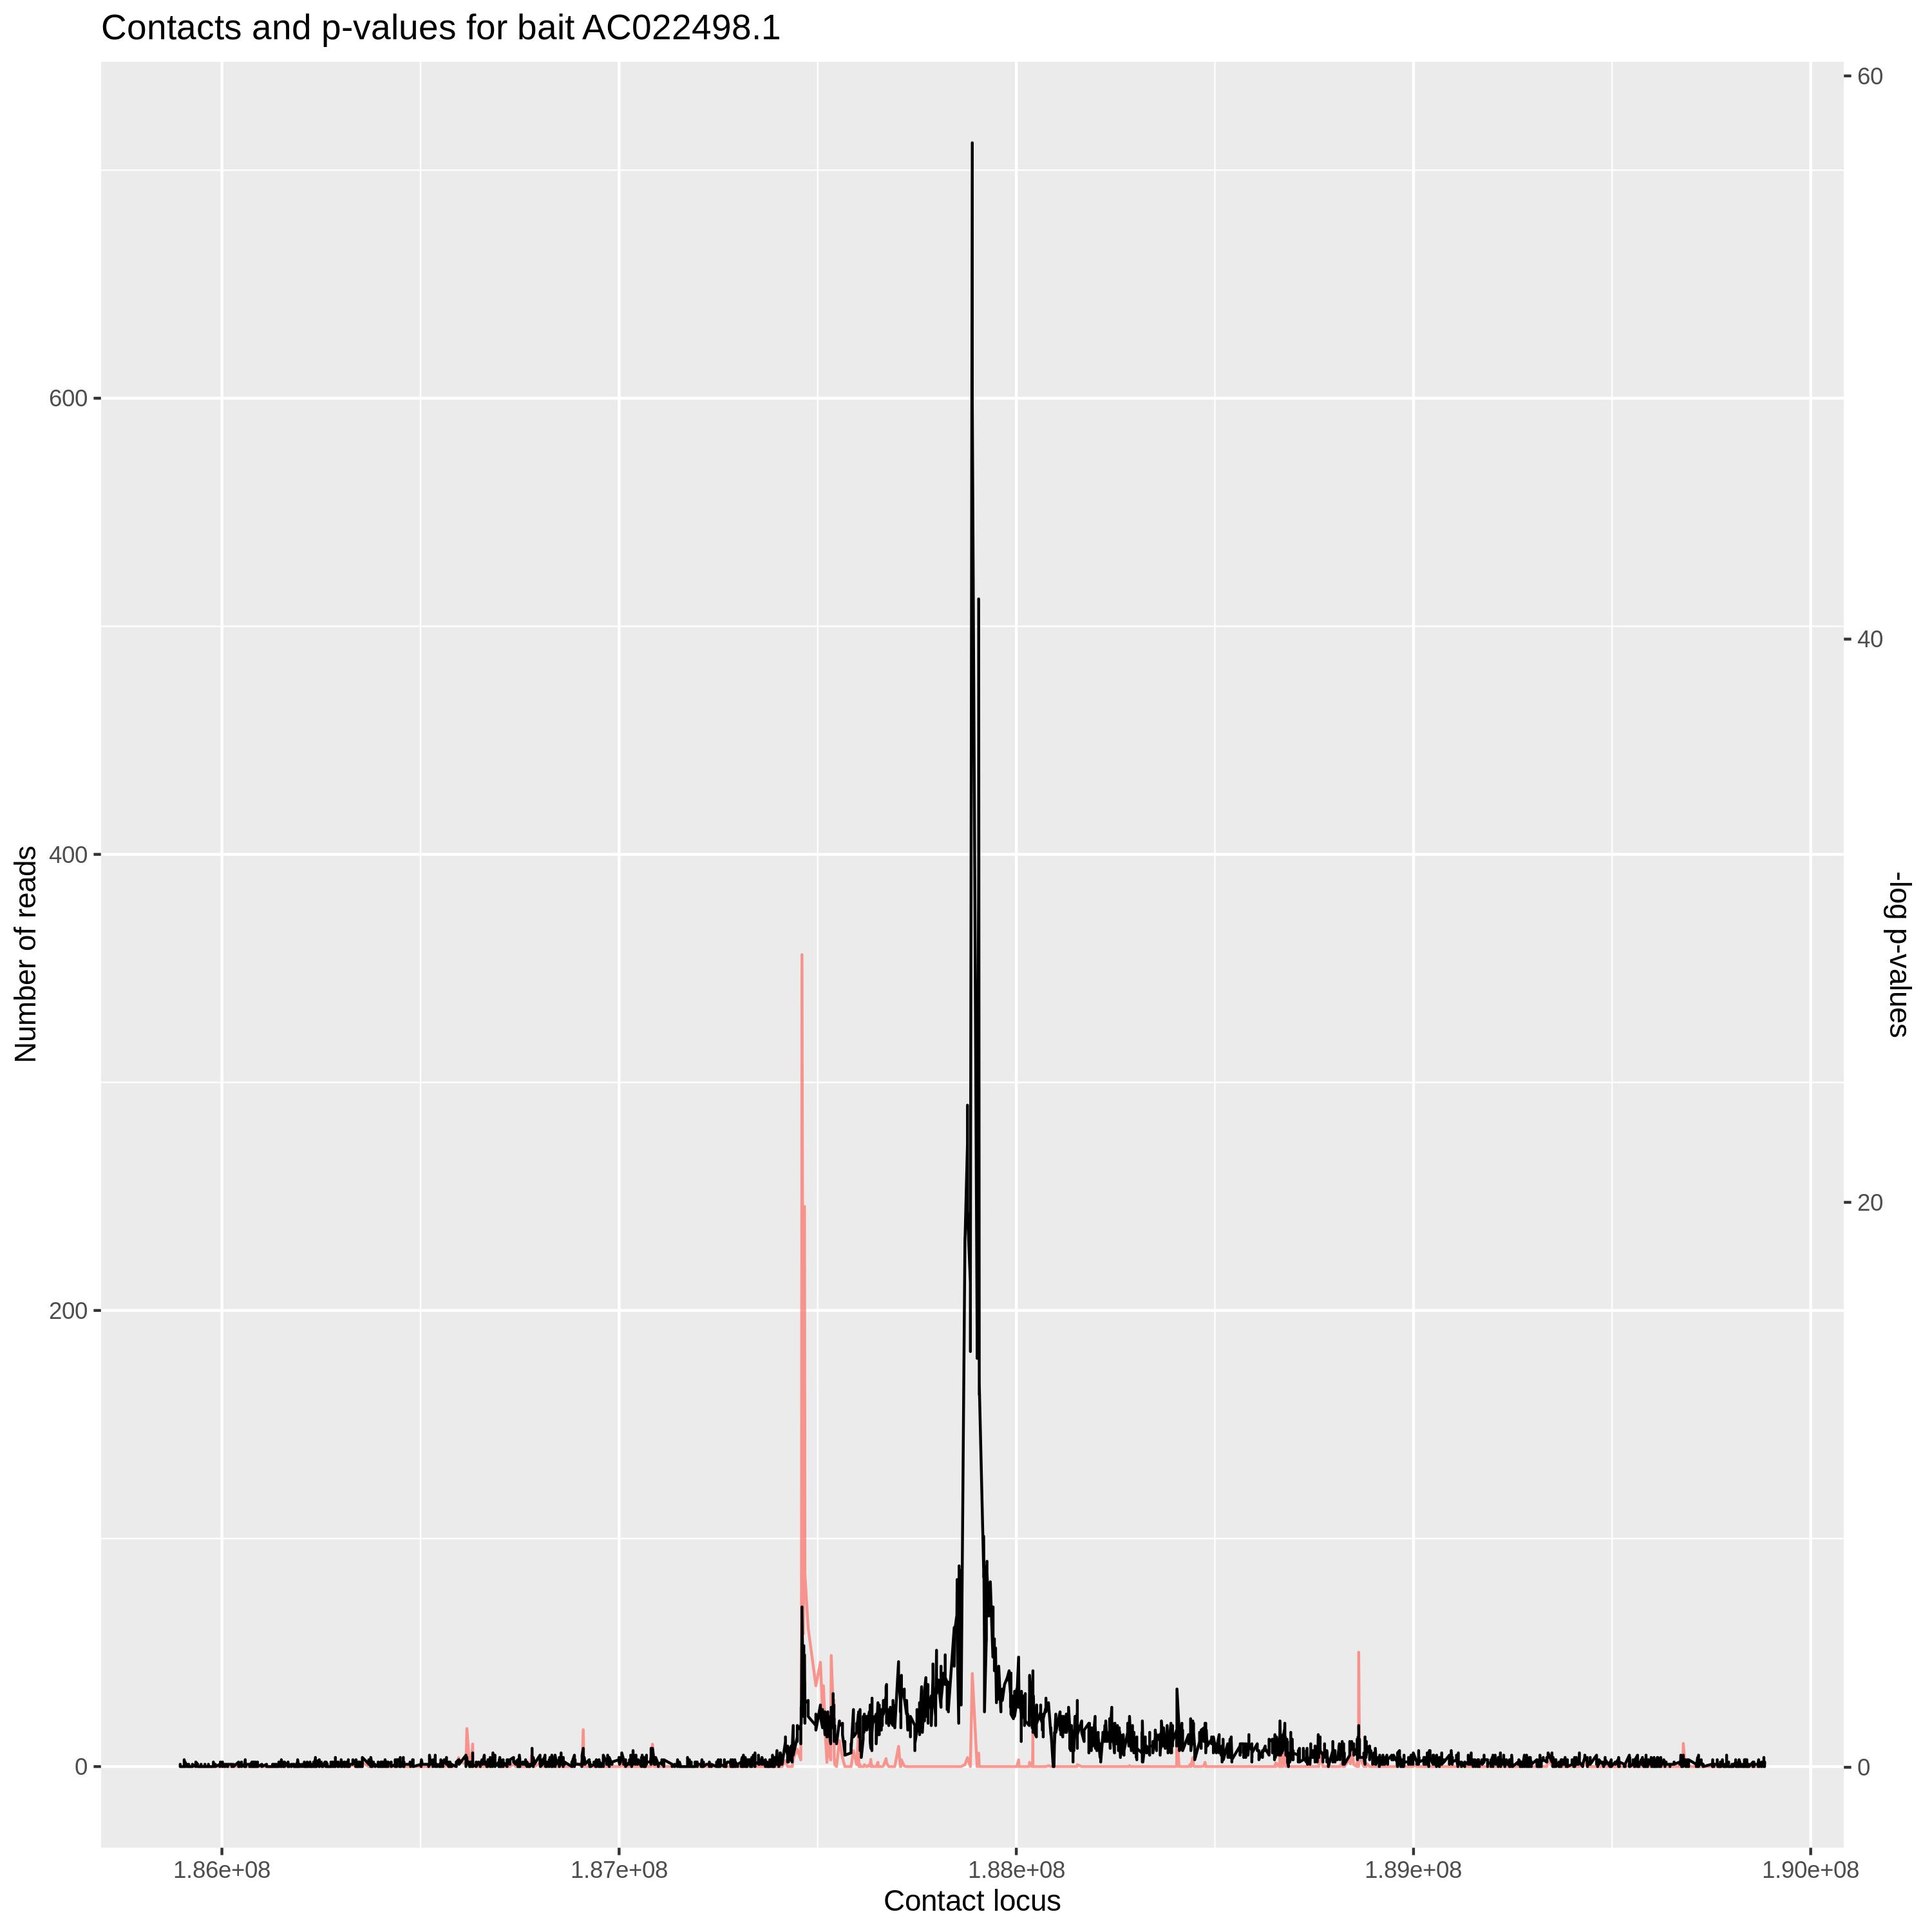 Contacts and p-values for bait AC022498.1
60
600
40
400
Number of reads
-log p-values
20
200
0
0
1.86e+08
1.87e+08
1.88e+08
1.89e+08
1.90e+08
Contact locus